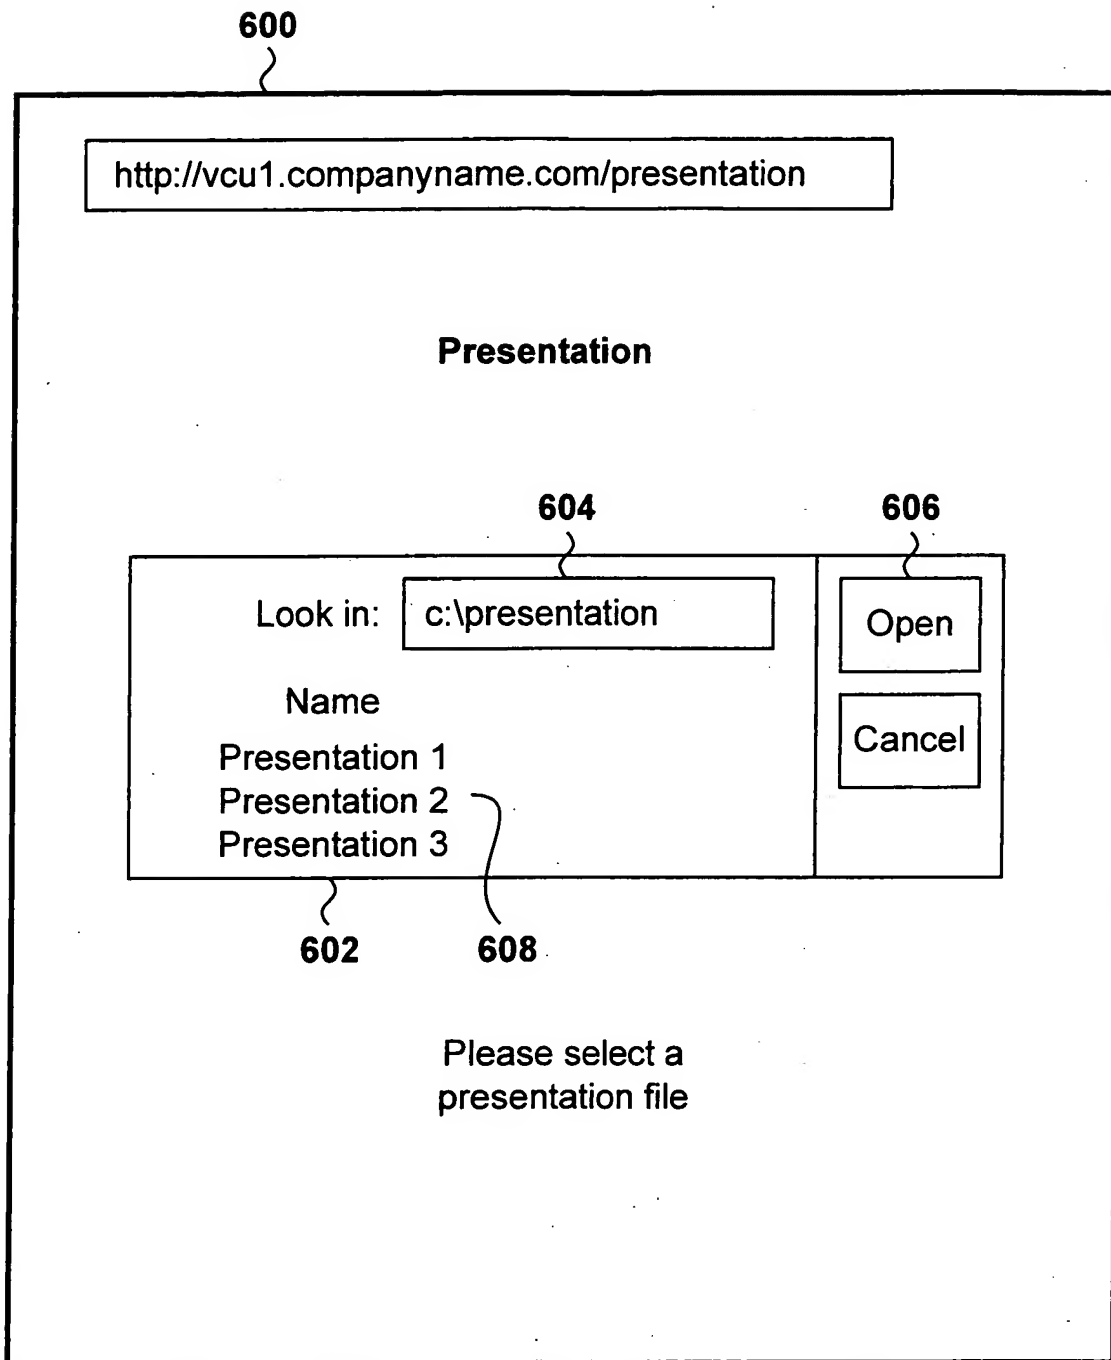 600
http://vcu1.companyname.com/presentation
Presentation
604
606
Look in:
c:\presentation
Open
Name
Cancel
Presentation 1
Presentation 2
Presentation 3
602
608
Please select a
presentation file